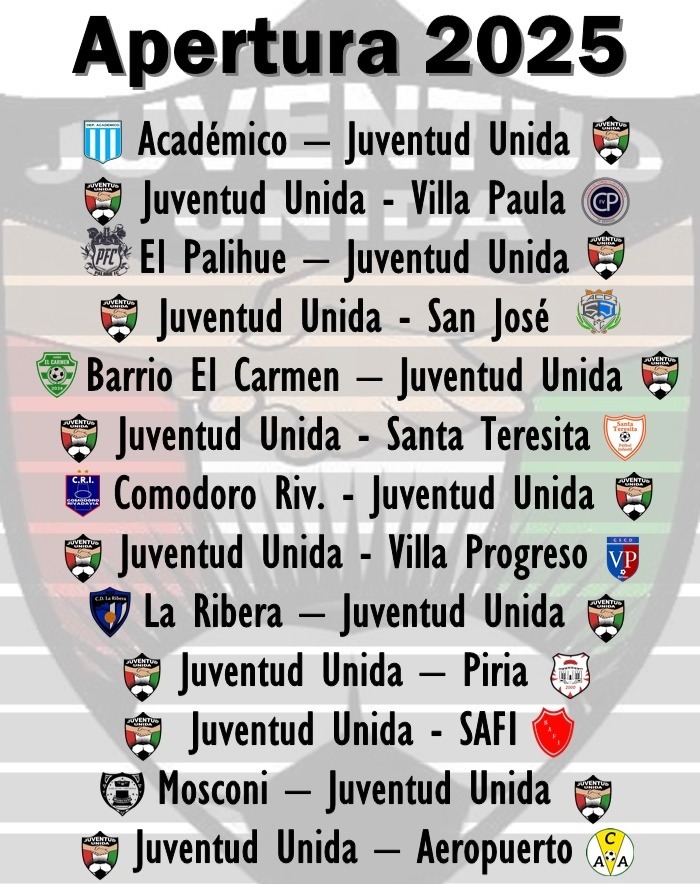 Apertura 2025
JUVENTUD
UNIDA
Académico – Juventud Unida
Juventud Unida - Villa Paula
El Palihue – Juventud Unida
Juventud Unida - San José
Barrio El Carmen – Juventud Unida
Juventud Unida - Santa Teresita
Comodoro Riv. - Juventud Unida
Juventud Unida - Villa Progreso
La Ribera – Juventud Unida
Juventud Unida – Piria
Juventud Unida - SAFI
Mosconi – Juventud Unida
Juventud Unida – Aeropuerto